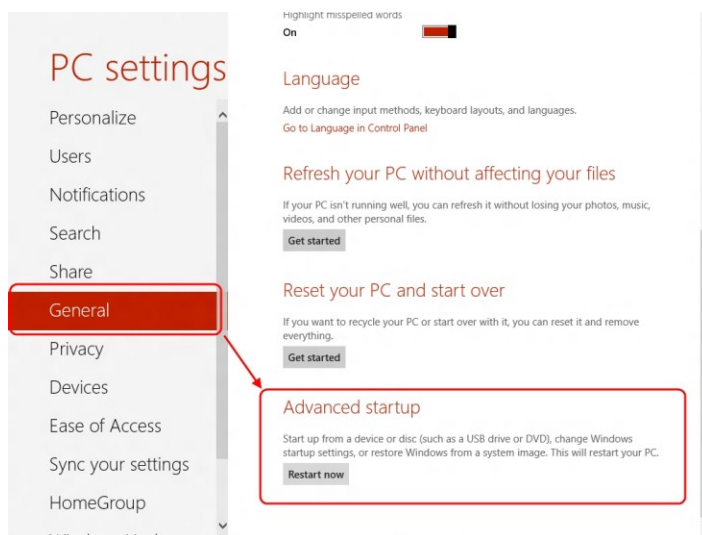 PC settings
Personalize
Users
Notifications
Search
Share
General
Privacy
Devices
Ease of Access
Sync your settings
HomeGroup
Highlight misspelled words
On
Language
Add or change input methods, keyboard layouts, and languages.
Go to Language in Control Panel
Refresh your PC without affecting your files
If your PC isn't running well, you can refresh it without losing your photos, music,
videos, and other personal files.
Get started
Reset your PC and start over
If you want to recycle your PC or start over with it, you can reset it and remove
everything.
Get started
Advanced startup
Start up from a device or disc (such as a USB drive or DVD), change Windows
startup settings, or restore Windows from a system image. This will restart your PC.
Restart now